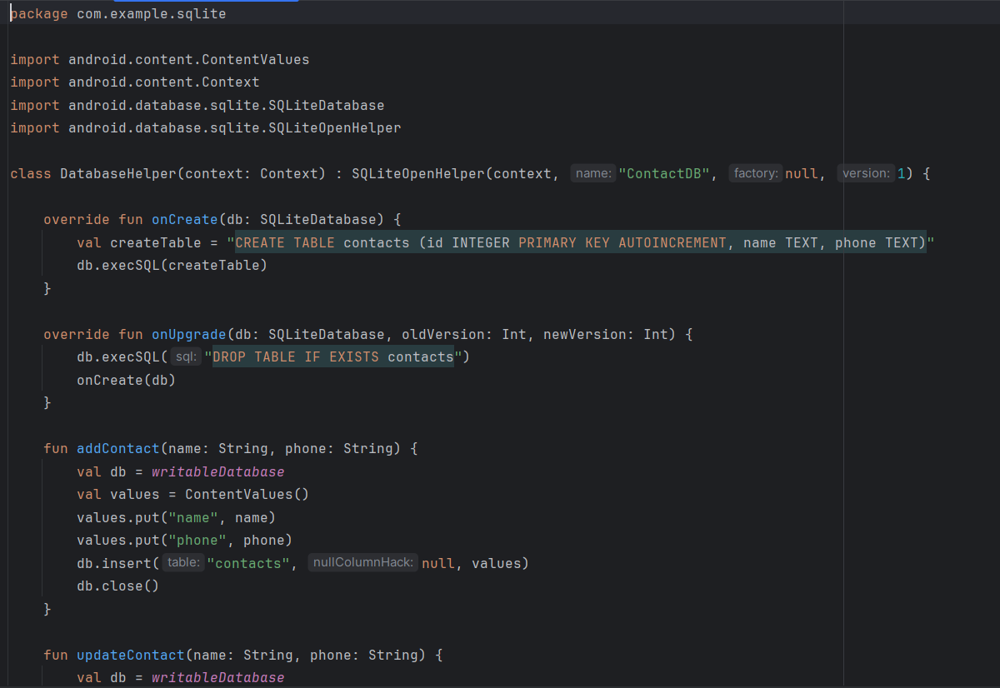 package com.example.sqlite
import android.content.ContentValues
import android.content.Context
import android.database.sqlite.SQLiteDatabase
import android.database.sqlite.SQLiteOpenHelper
class DatabaseHelper(context: Context) : SQLiteOpenHelper(context, name: "ContactDB", factory: null, version: 1) {
    override fun onCreate(db: SQLiteDatabase) {
        val createTable = "CREATE TABLE contacts (id INTEGER PRIMARY KEY AUTOINCREMENT, name TEXT, phone TEXT)"
        db.execSQL(createTable)
    }
    override fun onUpgrade(db: SQLiteDatabase, oldVersion: Int, newVersion: Int) {
        db.execSQL( sql: "DROP TABLE IF EXISTS contacts")
        onCreate(db)
    }
    fun addContact(name: String, phone: String) {
        val db = writableDatabase
        val values = ContentValues()
        values.put("name", name)
        values.put("phone", phone)
        db.insert( table: "contacts", nullColumnHack: null, values)
        db.close()
    }
    fun updateContact(name: String, phone: String) {
        val db = writableDatabase